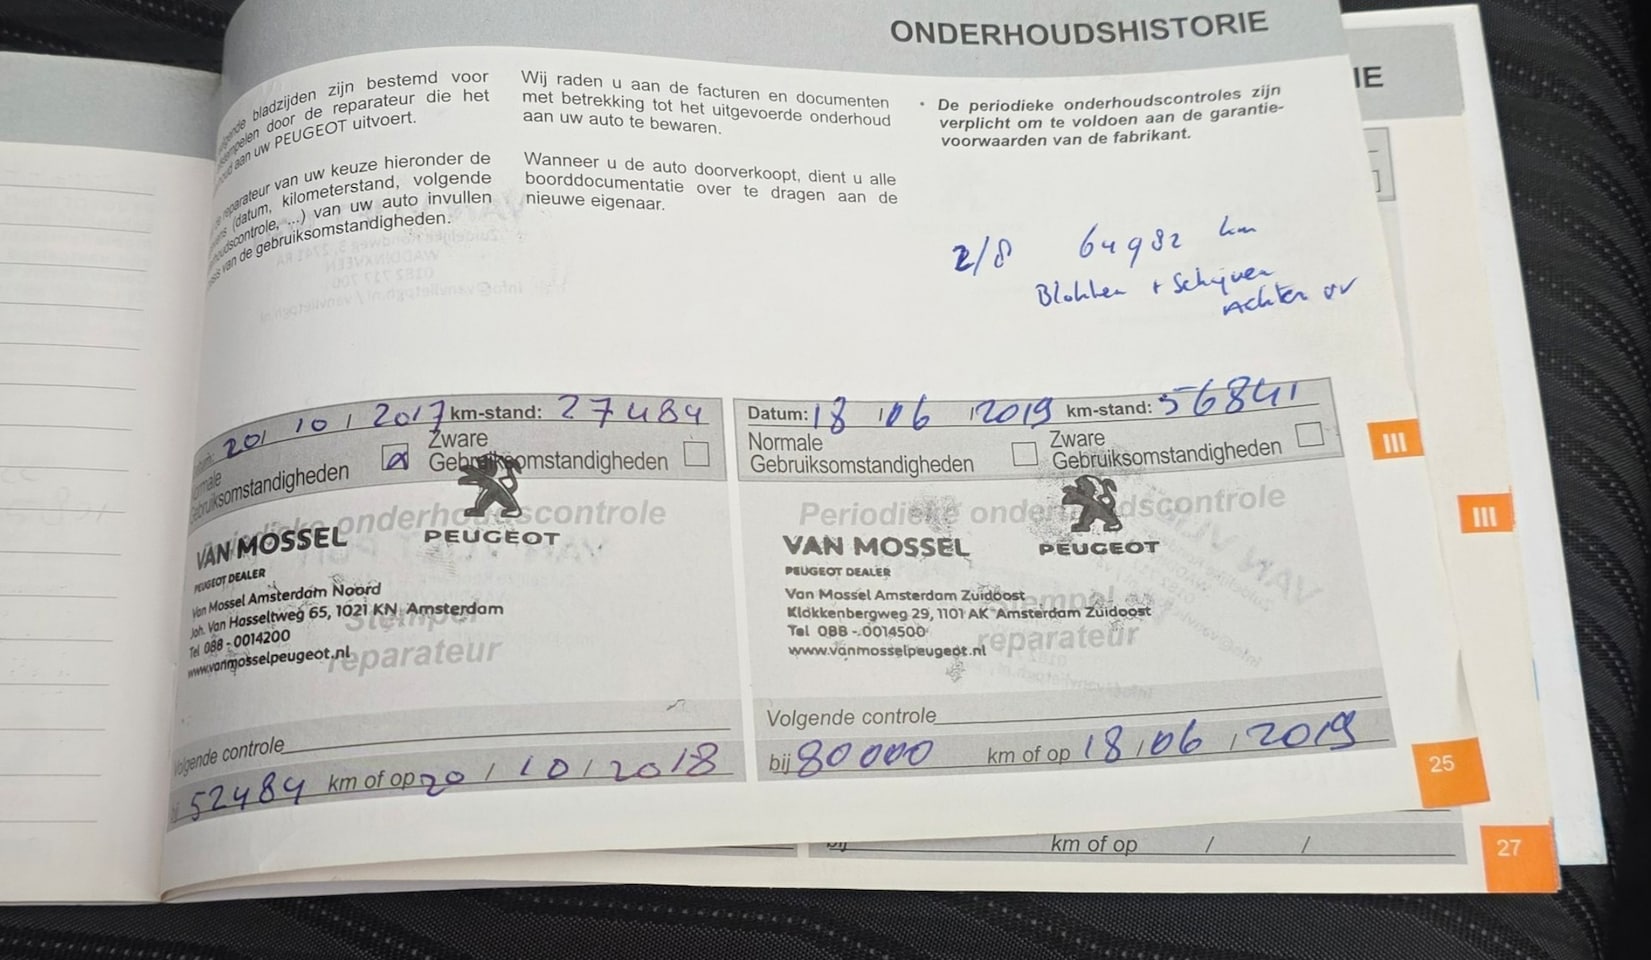 ONDERHOUDSHISTORIE
IE
bladzijden zijn bestemd voor
door de reparateur die het
aan uw PEUGEOT uitvoert.
reparateur van uw keuze hieronder de
(datum, kilometerstand, volgende
...) van uw auto invullen
van de gebruiksomstandigheden.
Wij raden u aan de facturen en documenten
met betrekking tot het uitgevoerde onderhoud
aan uw auto te bewaren.
Wanneer u de auto doorverkoopt, dient u alle
boorddocumentatie over te dragen aan de
nieuwe eigenaar.
• De periodieke onderhoudscontroles zijn
verplicht om te voldoen aan de garantie-
voorwaarden van de fabrikant.
2/8 64982 km
Blokken + Schijven
Achter vv
20 / 10 / 2017 km-stand: 27484
Zware
Gebruiksomstandigheden Gebruiksomstandigheden
onderhoudscontrole
PEUGEOT
VAN MOSSEL
PEUGEOT DEALER
Van Mossel Amsterdam Noord
Joh. Van Hasseltweg 65, 1021 KN Amsterdam
Tel 088 - 0014200
www.vanmosselpeugeot.nl
Stempel
reparateur
Volgende controle
52484 km of op 20 / 10 / 2018
Datum: 18 / 06 / 2019 km-stand: 56841
Normale Zware
Gebruiksomstandigheden Gebruiksomstandigheden
Periodieke onderhoudscontrole
VAN MOSSEL PEUGEOT
PEUGEOT DEALER
Van Mossel Amsterdam Zuidoost
Klokkenbergweg 29, 1101 AK Amsterdam Zuidoost
Tel 088 - 0014500
www.vanmosselpeugeot.nl
Stempel
reparateur
Volgende controle
bij 80000 km of op 18 / 06 / 2019
III
III
25
km of op / /
27